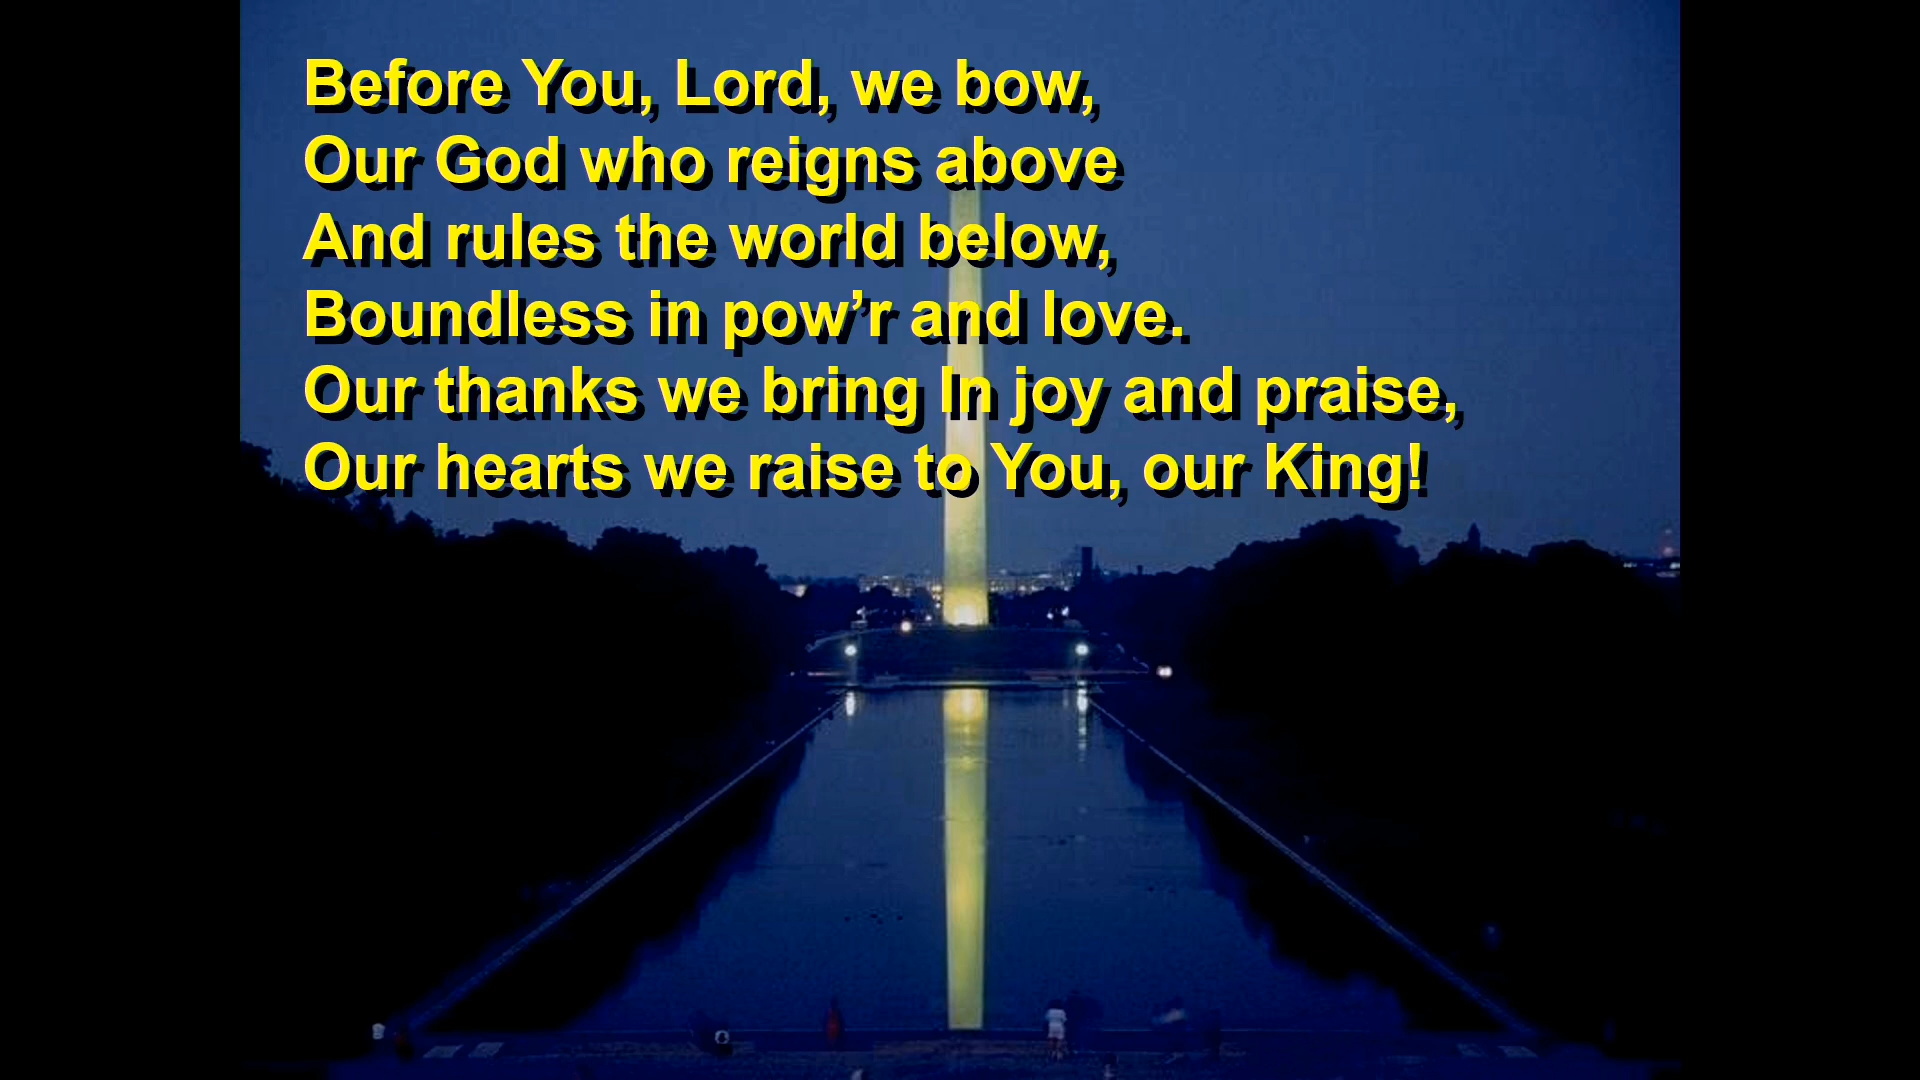 Before You, Lord, we bow,
Our God who reigns above
And rules the world below,
Boundless in pow’r and love.
Our thanks we bring In joy and praise,
Our hearts we raise to You, our King!